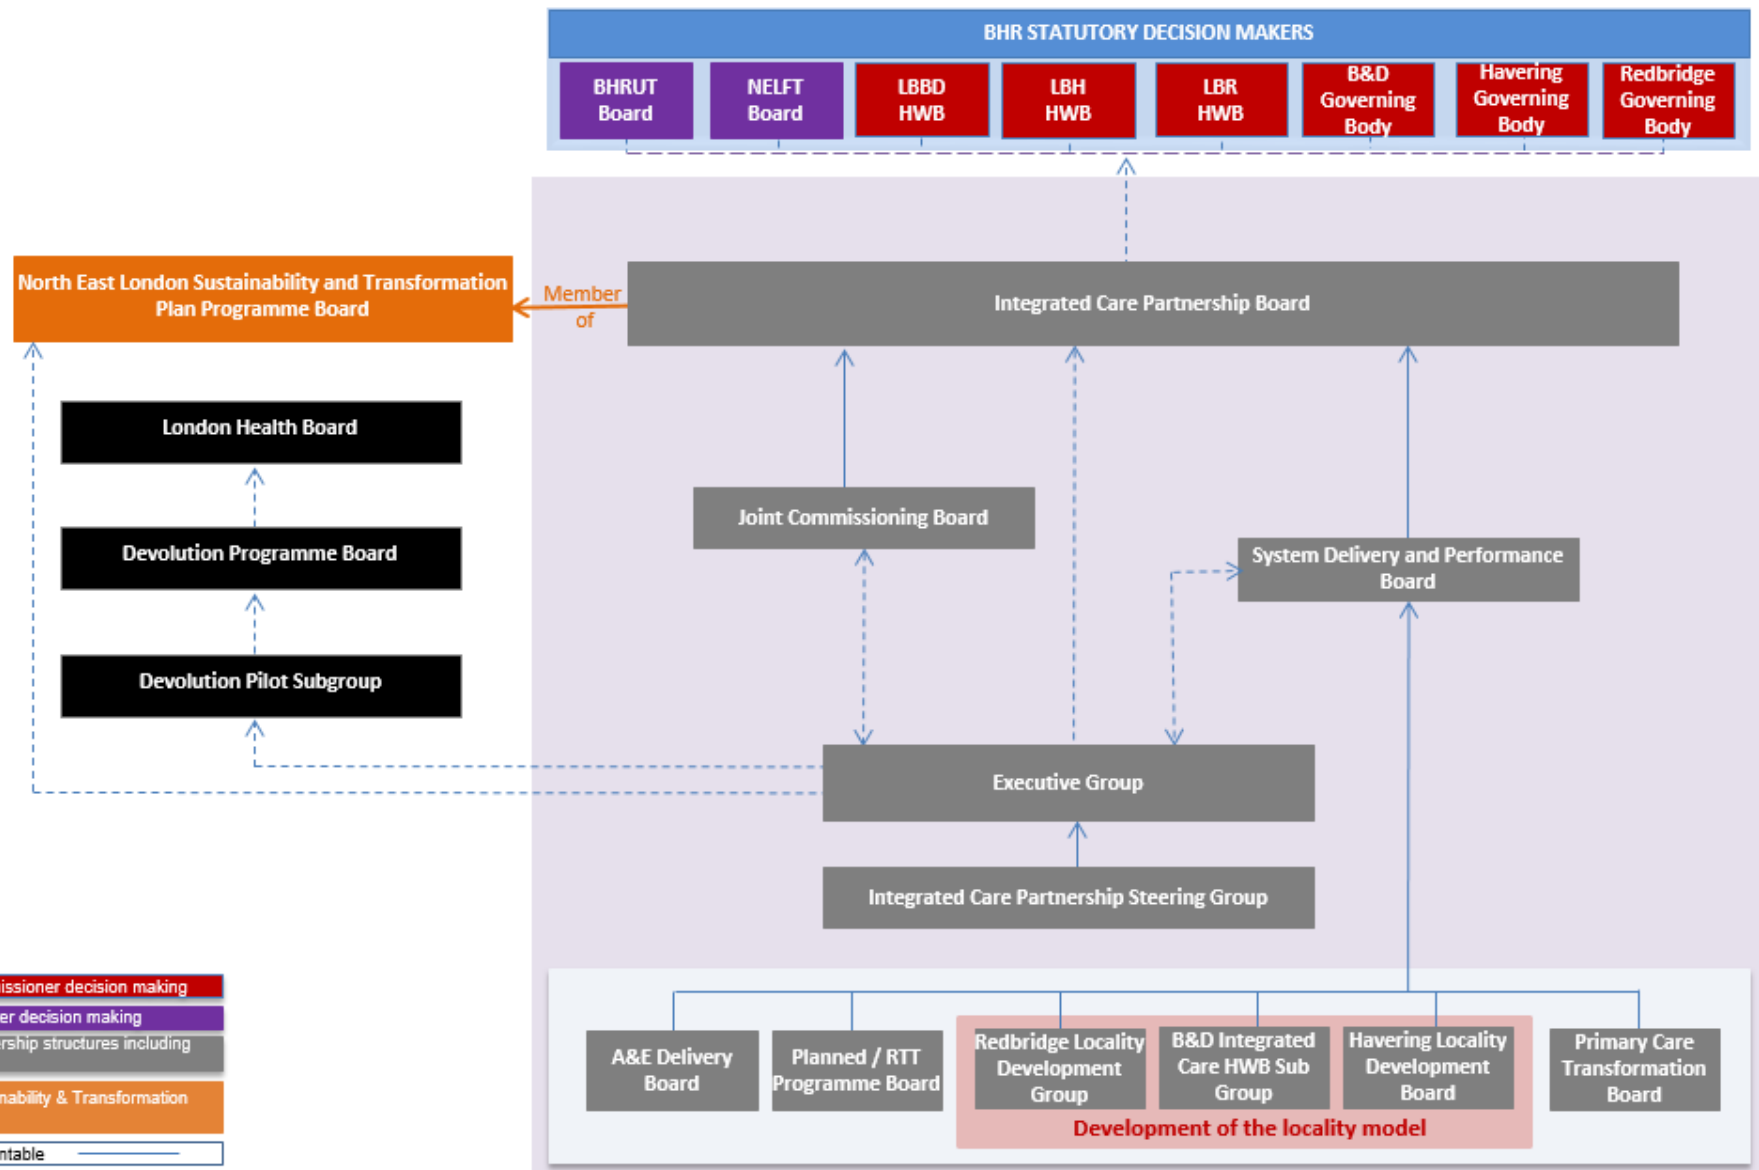 BHR STATUTORY DECISION MAKERS
BHRUT
Board
NELFT
Board
LBBD
HWB
LBH
HWB
LBR
HWB
B&D
Governing
Body
Havering
Governing
Body
Redbridge
Governing
Body
North East London Sustainability and Transformation
Plan Programme Board
Member
of
Integrated Care Partnership Board
London Health Board
Devolution Programme Board
Devolution Pilot Subgroup
Joint Commissioning Board
System Delivery and Performance
Board
Executive Group
Integrated Care Partnership Steering Group
A&E Delivery
Board
Planned / RTT
Programme Board
Redbridge Locality
Development
Group
B&D Integrated
Care HWB Sub
Group
Havering Locality
Development
Board
Primary Care
Transformation
Board
Development of the locality model
decision making
decision making
structures including
& Transformation